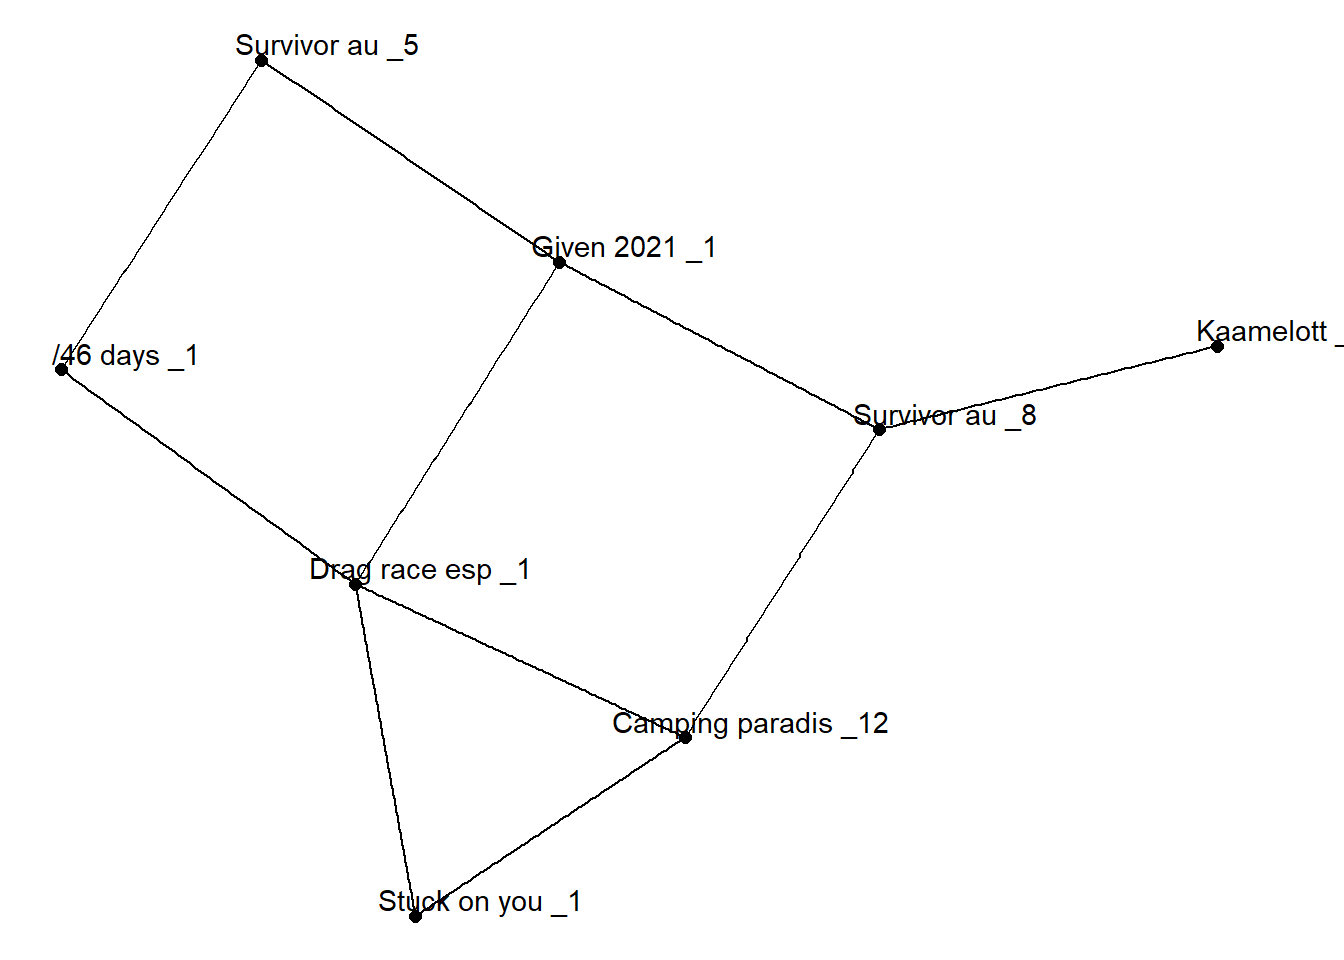 Survivor au _5
Given 2021 _1
Kaamelott _
/46 days _1
Survivor au _8
Drag race esp _1
Camping paradis _12
Stuck on you _1